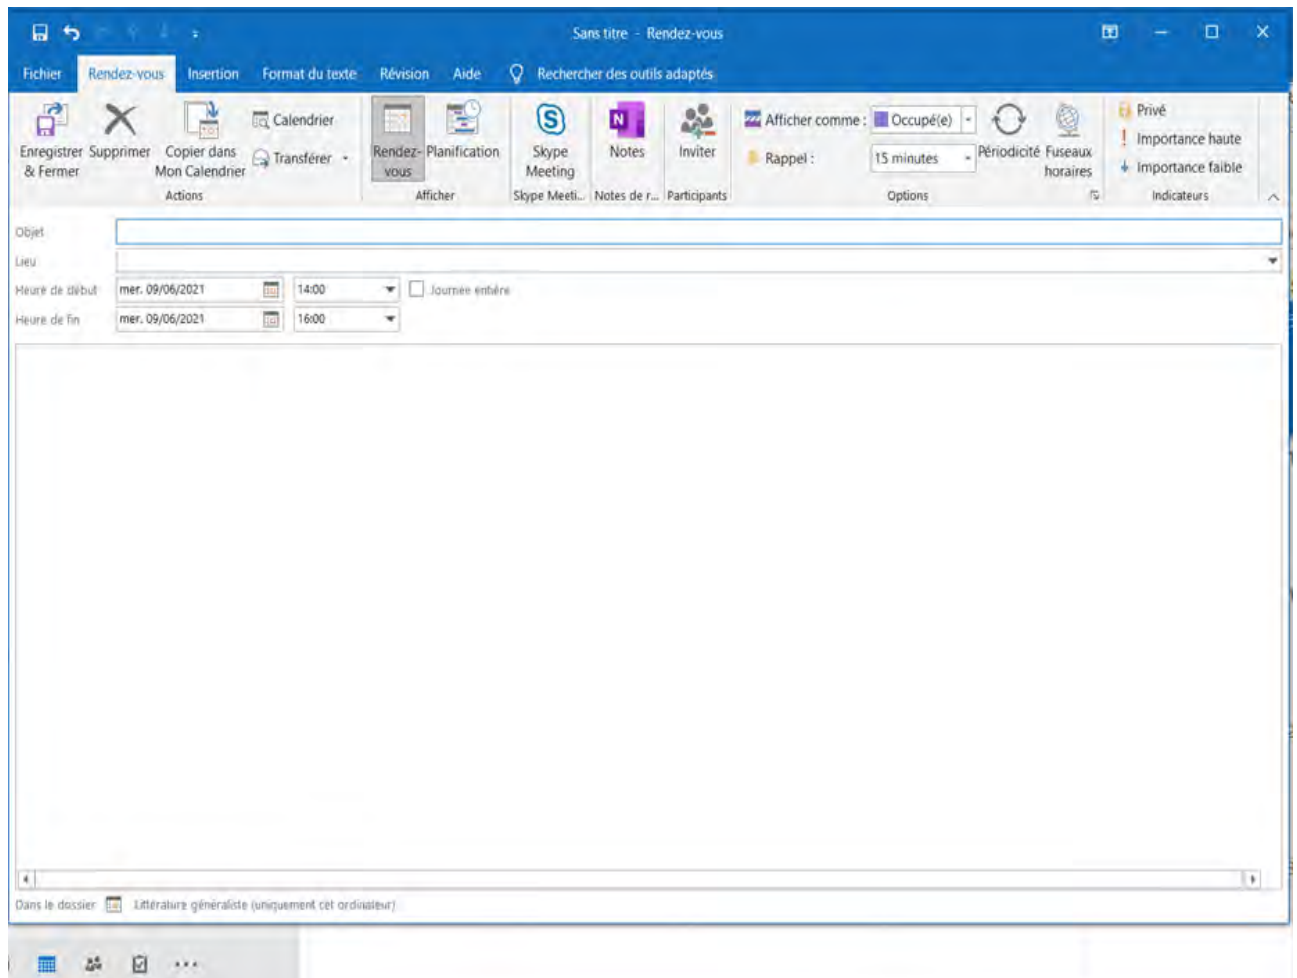 Sans titre - Rendez-vous
Fichier Rendez-vous Insertion Format du texte Révision Aide Rechercher des outils adaptés
Enregistrer & Fermer
Supprimer
Copier dans Mon Calendrier
Calendrier
Transférer
Actions
Rendez-vous
Planification
Afficher
Skype Meeting
Skype Meeti...
N
Notes
Notes de r...
Inviter
Participants
Afficher comme : Occupé(e)
Rappel : 15 minutes
Périodicité
Fuseaux horaires
Options
Privé
Importance haute
Importance faible
Indicateurs
Objet
Lieu
Heure de début mer. 09/06/2021 14:00 Journée entière
Heure de fin mer. 09/06/2021 16:00
Dans le dossier Littérature généraliste (uniquement cet ordinateur)